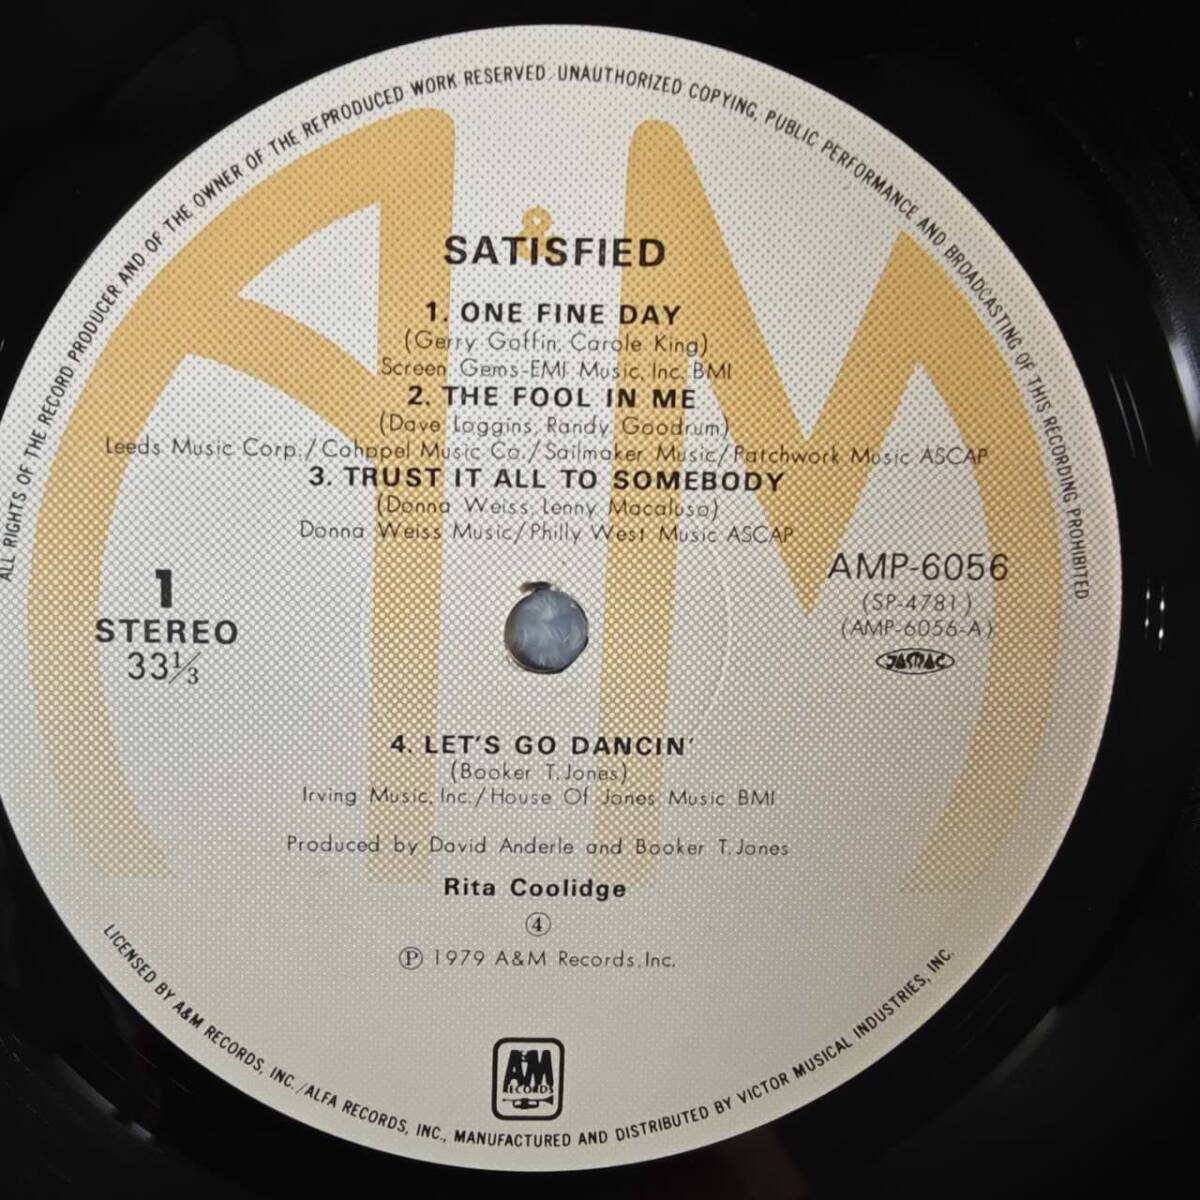 ALL RIGHTS OF THE RECORD PRODUCER AND OF THE OWNER OF THE REPRODUCED WORK RESERVED. UNAUTHORIZED COPYING, PUBLIC PERFORMANCE AND BROADCASTING OF THIS RECORDING PROHIBITED
A&M
SATISFIED
1. ONE FINE DAY
(Gerry Goffin, Carole King)
Screen Gems-EMI Music, Inc. BMI
2. THE FOOL IN ME
(Dave Loggins, Randy Goodrum)
Leeds Music Corp./Cahppel Music Co./Sailmaker Music/Patchwork Music ASCAP
3. TRUST IT ALL TO SOMEBODY
(Donna Weiss, Lenny Macaluso)
Donna Weiss Music/Philly West Music ASCAP
1
STEREO
33⅓
AMP-6056
(SP-4781)
(AMP-6056-A)
JASRAC
4. LET'S GO DANCIN'
(Booker T. Jones)
Irving Music, Inc./House Of Jones Music BMI
Produced by David Anderle and Booker T. Jones
Rita Coolidge
④
Ⓟ 1979 A&M Records, Inc.
A&M
RECORDS
LICENSED BY A&M RECORDS, INC./ALFA RECORDS, INC., MANUFACTURED AND DISTRIBUTED BY VICTOR MUSICAL INDUSTRIES, INC.